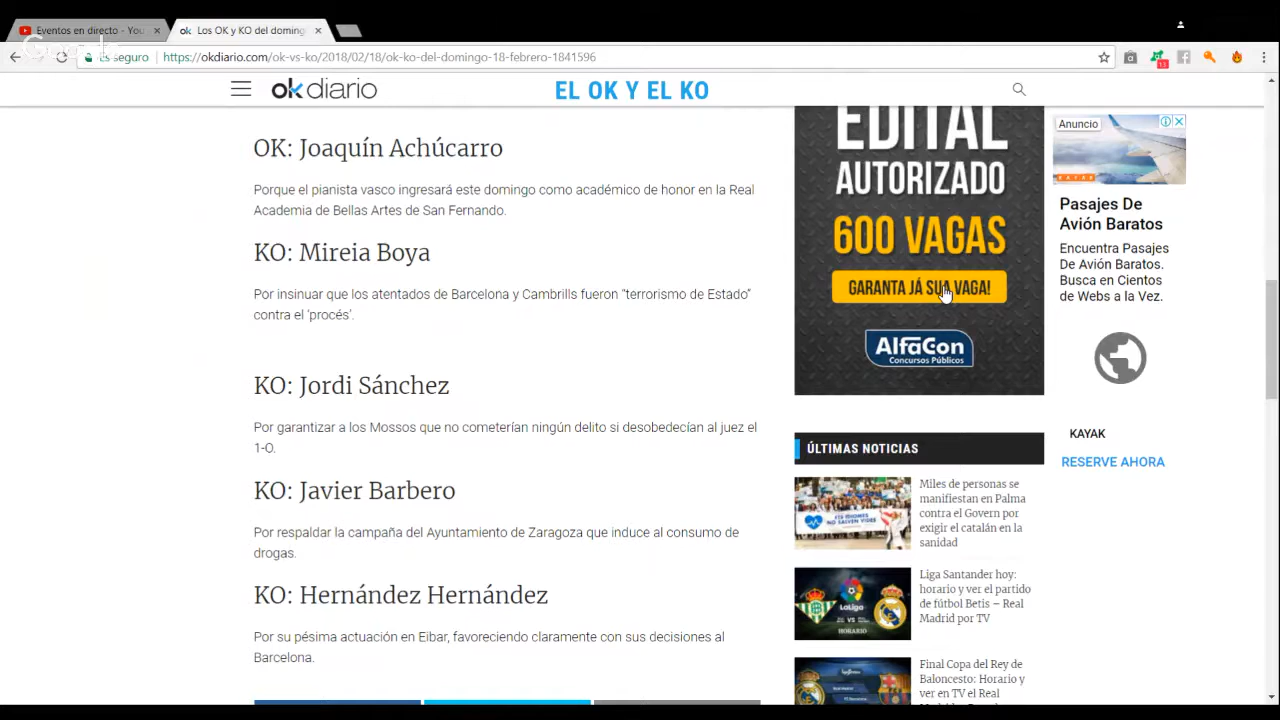 Eventos en directo - You
Los OK y KO del doming
Es seguro
https://okdiario.com/ok-vs-ko/2018/02/18/ok-ko-del-domingo-18-febrero-1841596
13
okdiario
EL OK Y EL KO
OK: Joaquín Achúcarro
Porque el pianista vasco ingresará este domingo como académico de honor en la Real
Academia de Bellas Artes de San Fernando.
KO: Mireia Boya
Por insinuar que los atentados de Barcelona y Cambrills fueron “terrorismo de Estado”
contra el ‘procés’.
KO: Jordi Sánchez
Por garantizar a los Mossos que no cometerían ningún delito si desobedecían al juez el
1-O.
KO: Javier Barbero
Por respaldar la campaña del Ayuntamiento de Zaragoza que induce al consumo de
drogas.
KO: Hernández Hernández
Por su pésima actuación en Eibar, favoreciendo claramente con sus decisiones al
Barcelona.
EDITAL
AUTORIZADO
600 VAGAS
GARANTA JÁ SUA VAGA!
AlfaCon
Concursos Públicos
ÚLTIMAS NOTICIAS
Miles de personas se
manifiestan en Palma
contra el Govern por
exigir el catalán en la
sanidad
Liga Santander hoy:
horario y ver el partido
de fútbol Betis – Real
Madrid por TV
LaLiga
VS
HORARIO
Final Copa del Rey de
Baloncesto: Horario y
ver en TV el Real
Anuncio
Pasajes De
Avión Baratos
Encuentra Pasajes
De Avión Baratos.
Busca en Cientos
de Webs a la Vez.
KAYAK
RESERVE AHORA